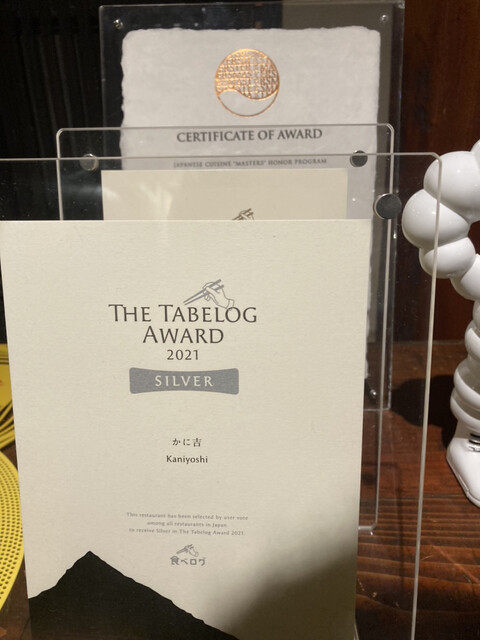 CERTIFICATE OF AWARD
JAPANESE CUISINE "MASTERS" HONOR PROGRAM
THE TABELOG
AWARD
2021
SILVER
かに吉
Kaniyoshi
This restaurant has been selected by user vote
among all restaurants in Japan,
to receive Silver in The Tabelog Award 2021.
食べログ